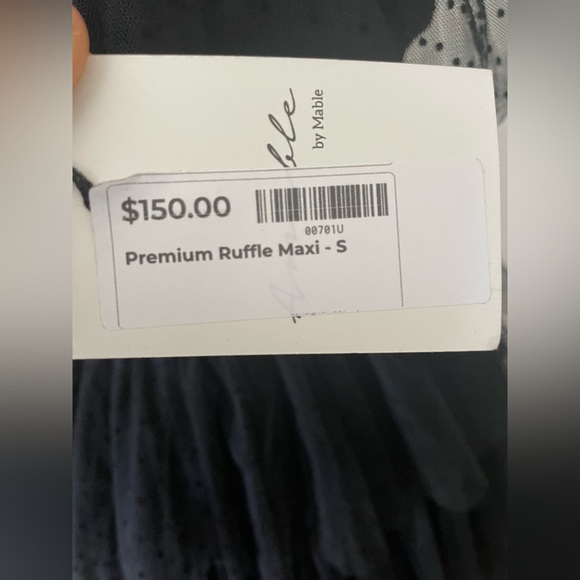 $150.00
00701U
Premium Ruffle Maxi - S
by Mable